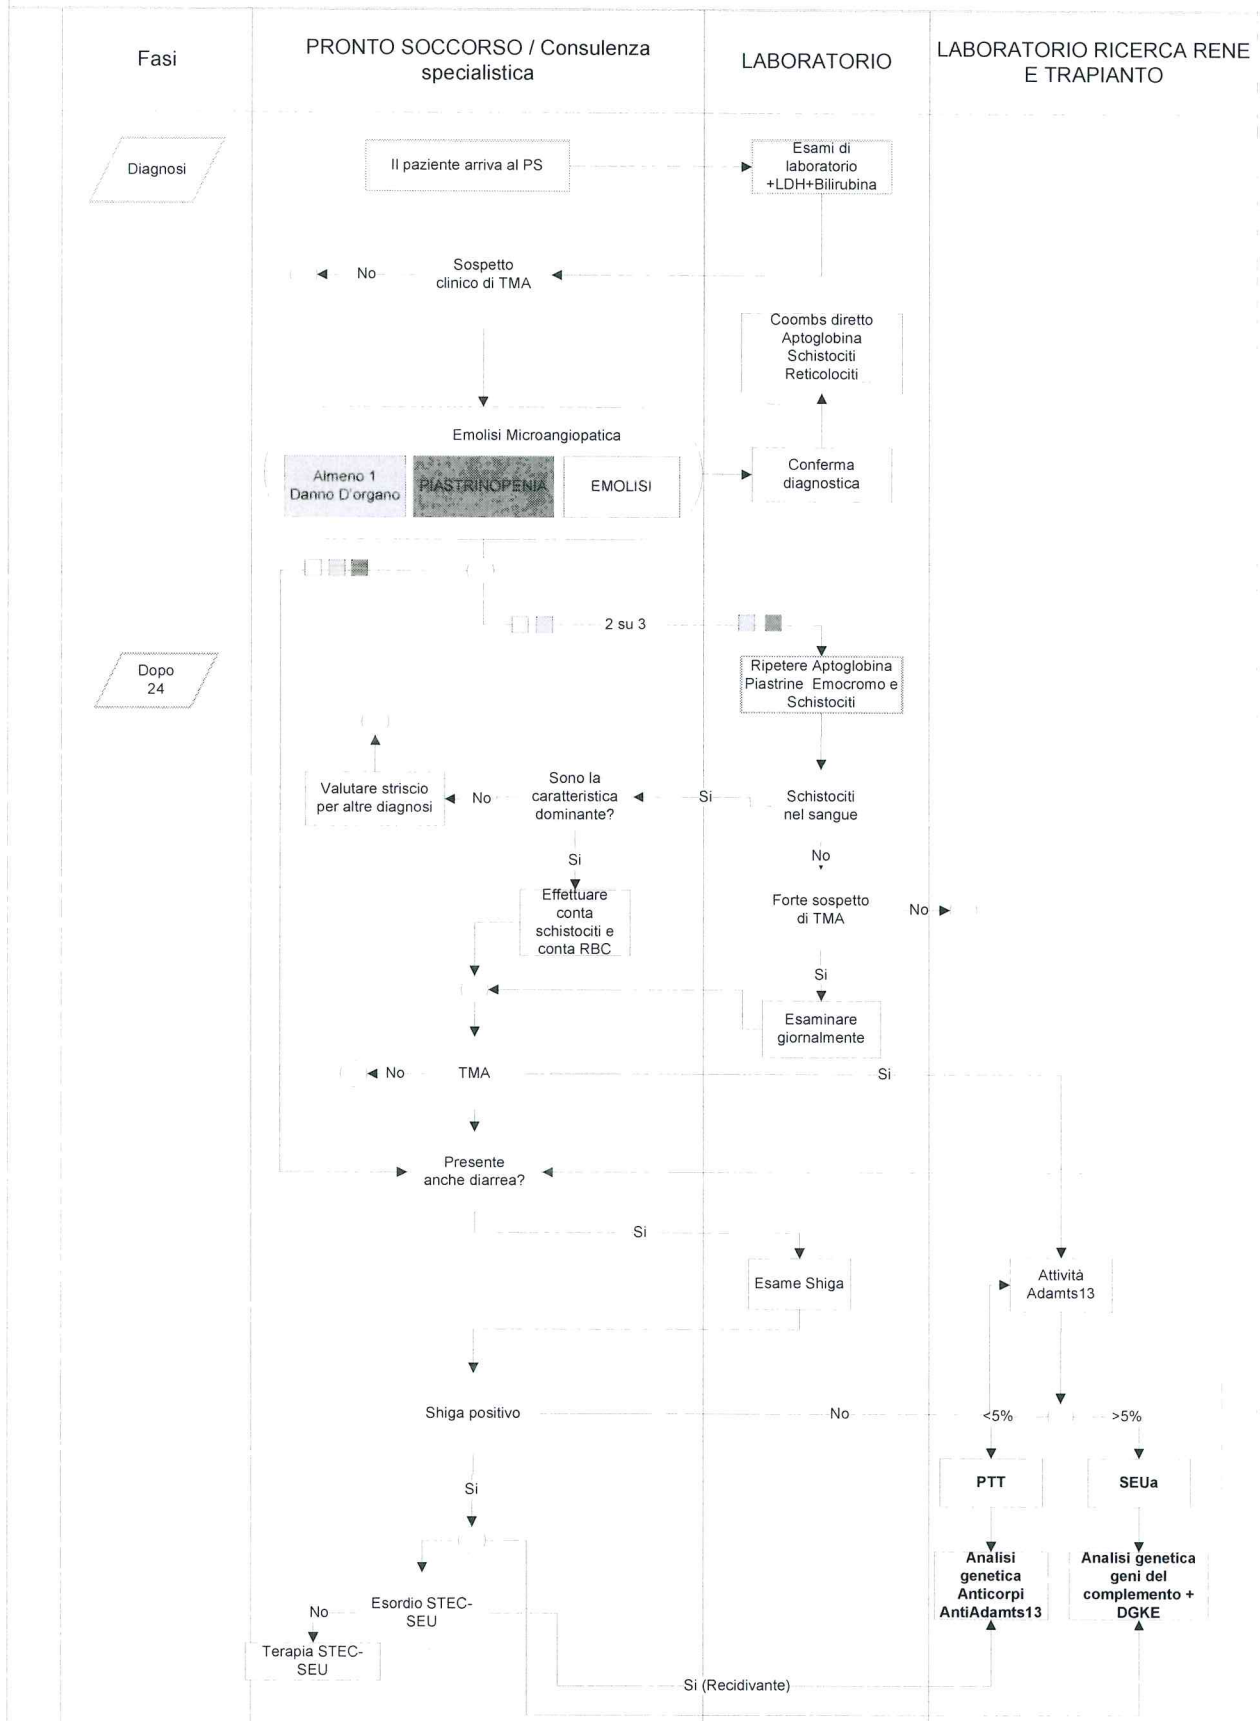 Fasi
PRONTO SOCCORSO / Consulenza
specialistica
LABORATORIO
LABORATORIO RICERCA RENE
E TRAPIANTO
Diagnosi
Il paziente arriva al PS
Esami di
laboratorio
+LDH+Bilirubina
No
Sospetto
clinico di TMA
Coombs diretto
Aptoglobina
Schistociti
Reticolociti
Emolisi Microangiopatica
Almeno 1
Danno D'organo
PIASTRINOPENIA
EMOLISI
Conferma
diagnostica
2 su 3
Dopo
24
Ripetere Aptoglobina
Piastrine Emocromo e
Schistociti
Valutare striscio
per altre diagnosi
No
Sono la
caratteristica
dominante?
Si
Schistociti
nel sangue
Si
No
Effettuare
conta
schistociti e
conta RBC
Forte sospetto
di TMA
No
Si
Esaminare
giornalmente
No
TMA
Si
Presente
anche diarrea?
Si
Esame Shiga
Attività
Adamts13
Shiga positivo
No
<5%
>5%
PTT
SEUa
Si
Analisi
genetica
Anticorpi
AntiAdamts13
Analisi genetica
geni del
complemento +
DGKE
Esordio STEC-
SEU
No
Terapia STEC-
SEU
Si (Recidivante)